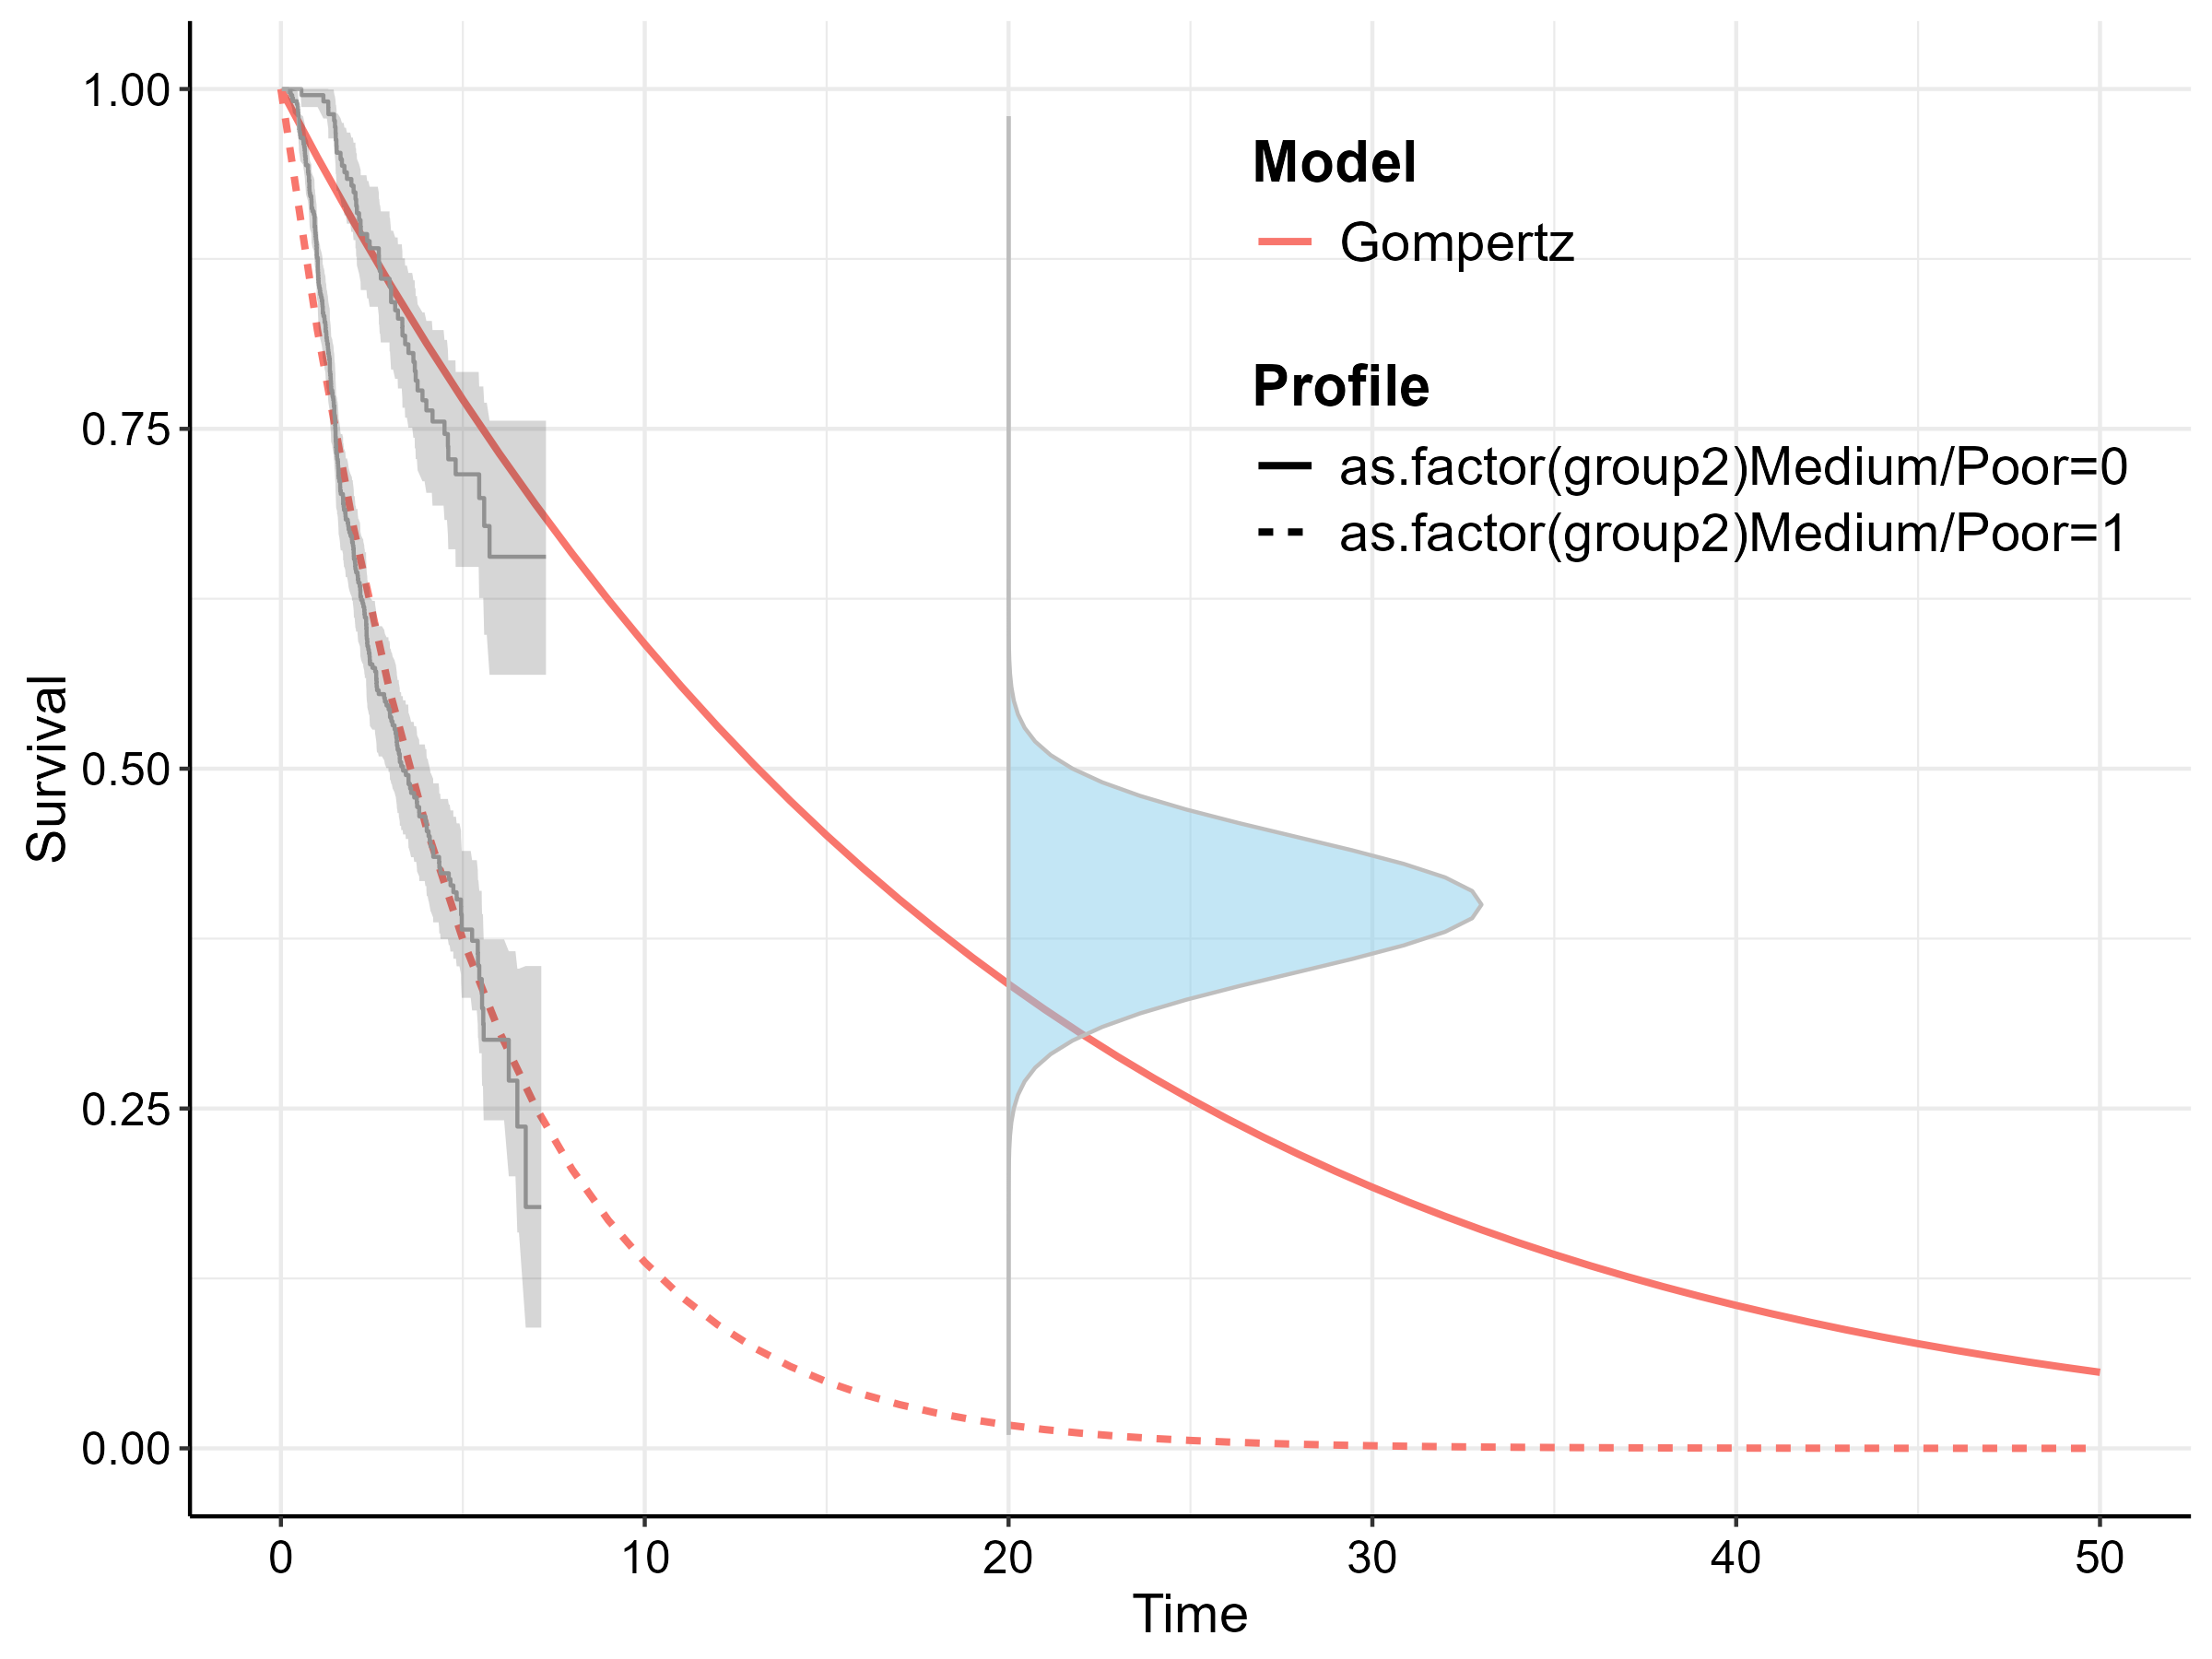 Model
Gompertz
Profile
as.factor(group2)Medium/Poor=0
as.factor(group2)Medium/Poor=1
Survival
1.00
0.75
0.50
0.25
0.00
0 10 20 30 40 50
Time